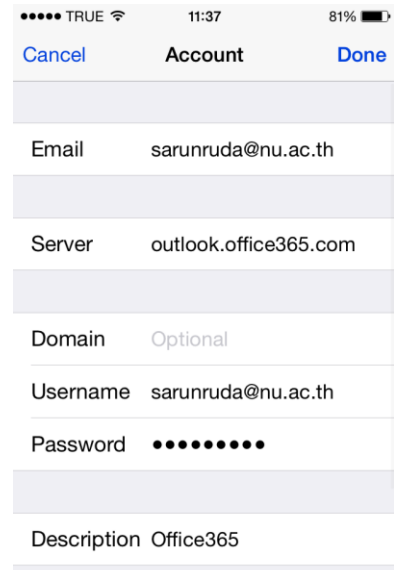 ●●●●● TRUE 11:37 81%
Cancel Account Done
Email sarunruda@nu.ac.th
Server outlook.office365.com
Domain Optional
Username sarunruda@nu.ac.th
Password ●●●●●●●●●
Description Office365